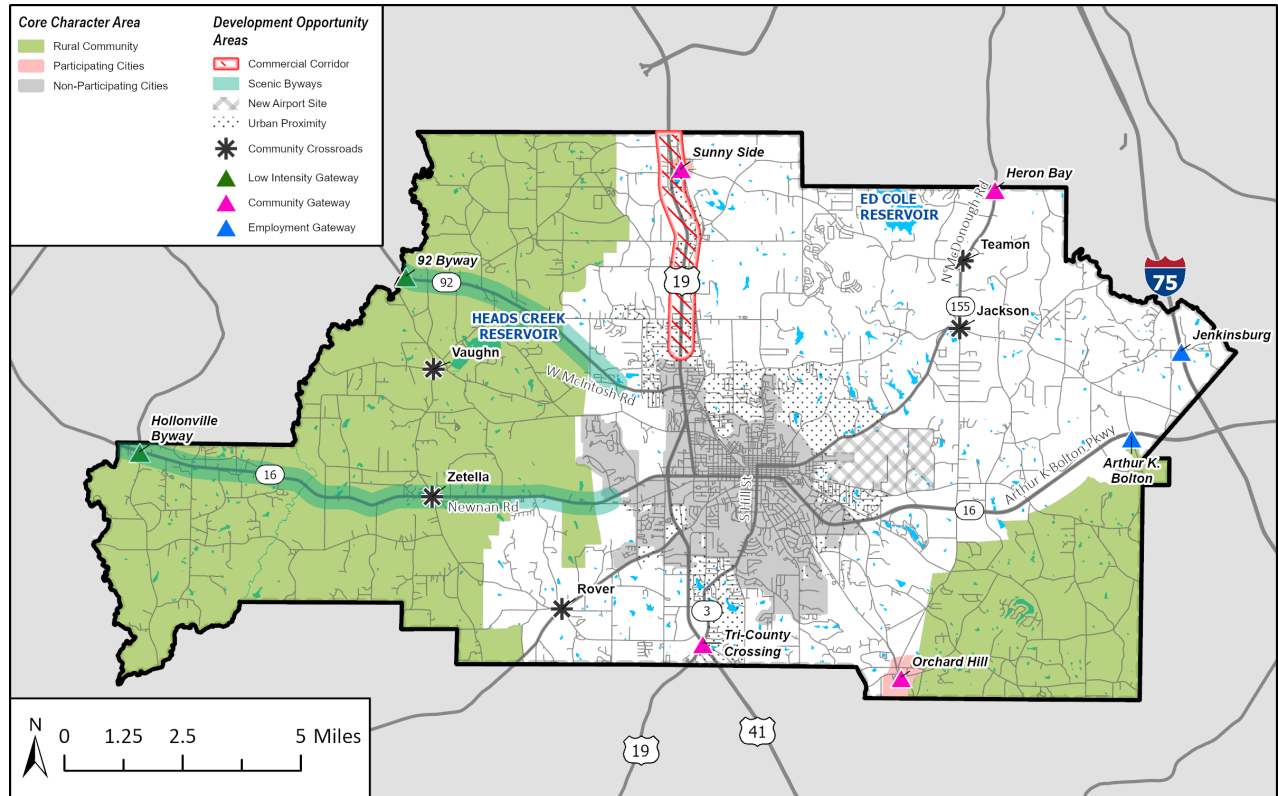 Core Character Area
Rural Community
Participating Cities
Non-Participating Cities
Development Opportunity
Areas
Commercial Corridor
Scenic Byways
New Airport Site
Urban Proximity
Community Crossroads
Low Intensity Gateway
Community Gateway
Employment Gateway
Sunny Side
Heron Bay
ED COLE
RESERVOIR
N McDonough Rd
Teamon
92 Byway
92
19
75
155
Jackson
HEADS CREEK
RESERVOIR
Jenkinsburg
Vaughn
W McIntosh Rd
Hollonville
Byway
Arthur K Bolton Pkwy
Arthur K.
Bolton
16
Zetella
Newnan Rd
S Hill St
16
Rover
3
Tri-County
Crossing
Orchard Hill
N
0 1.25 2.5 5 Miles
19
41